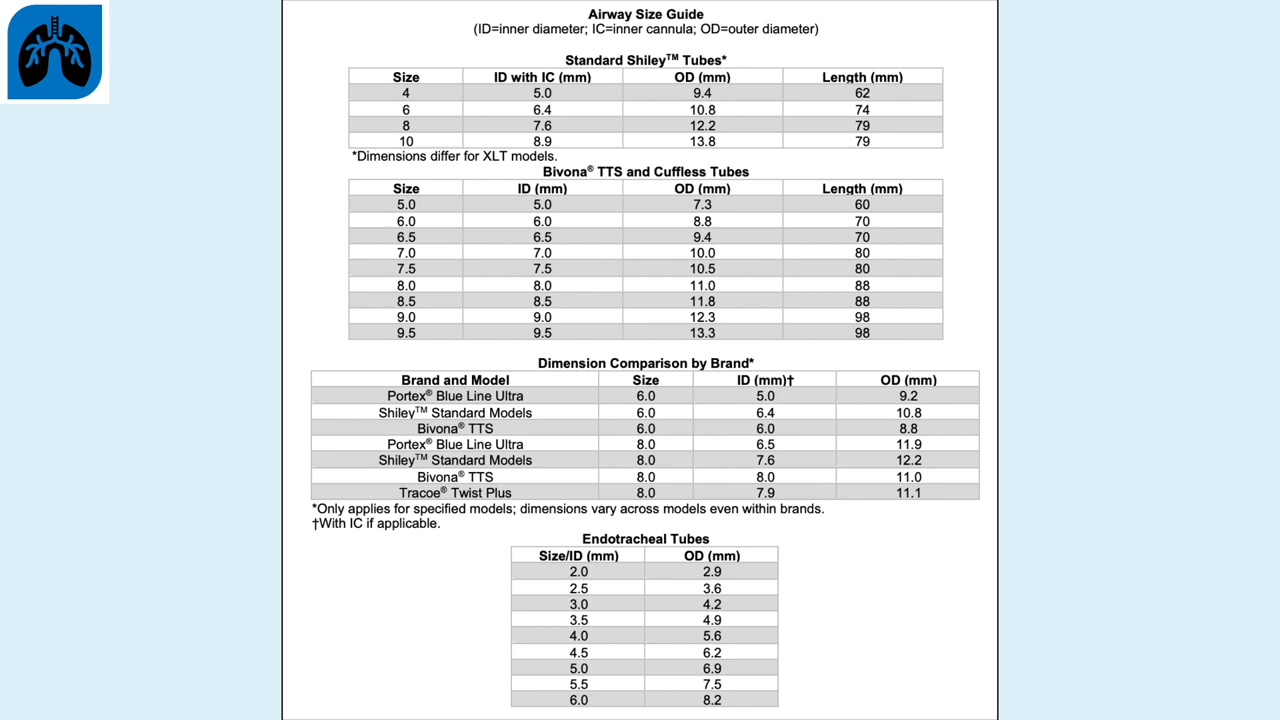 Airway Size Guide
(ID=inner diameter; IC=inner cannula; OD=outer diameter)
Standard Shiley™ Tubes*
Size ID with IC (mm) OD (mm) Length (mm)
4 5.0 9.4 62
6 6.4 10.8 74
8 7.6 12.2 79
10 8.9 13.8 79
*Dimensions differ for XLT models.
Bivona® TTS and Cuffless Tubes
Size ID (mm) OD (mm) Length (mm)
5.0 5.0 7.3 60
6.0 6.0 8.8 70
6.5 6.5 9.4 70
7.0 7.0 10.0 80
7.5 7.5 10.5 80
8.0 8.0 11.0 88
8.5 8.5 11.8 88
9.0 9.0 12.3 98
9.5 9.5 13.3 98
Dimension Comparison by Brand*
Brand and Model Size ID (mm)† OD (mm)
Portex® Blue Line Ultra 6.0 5.0 9.2
Shiley™ Standard Models 6.0 6.4 10.8
Bivona® TTS 6.0 6.0 8.8
Portex® Blue Line Ultra 8.0 6.5 11.9
Shiley™ Standard Models 8.0 7.6 12.2
Bivona® TTS 8.0 8.0 11.0
Tracoe® Twist Plus 8.0 7.9 11.1
*Only applies for specified models; dimensions vary across models even within brands.
†With IC if applicable.
Endotracheal Tubes
Size/ID (mm) OD (mm)
2.0 2.9
2.5 3.6
3.0 4.2
3.5 4.9
4.0 5.6
4.5 6.2
5.0 6.9
5.5 7.5
6.0 8.2